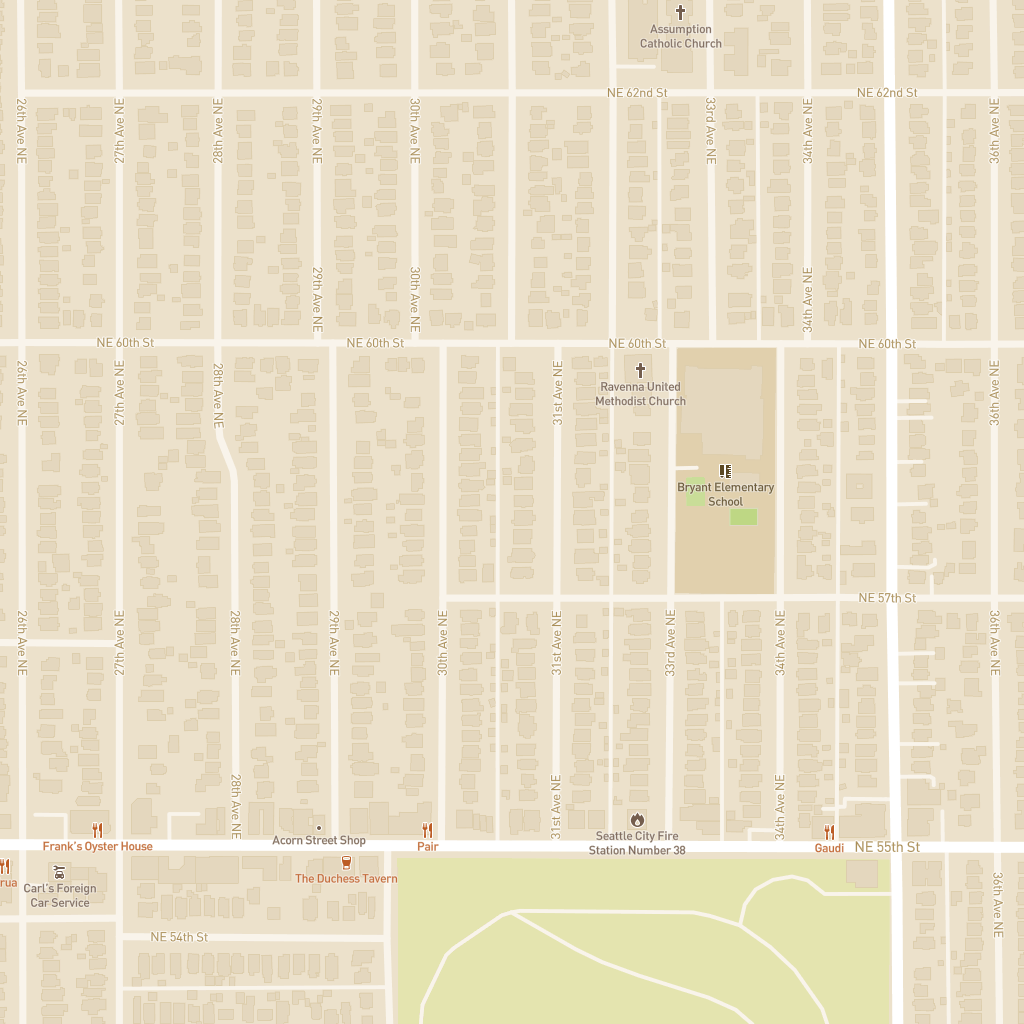 Assumption
Catholic Church
NE 62nd St
NE 62nd St
26th Ave NE
27th Ave NE
28th Ave NE
29th Ave NE
30th Ave NE
33rd Ave NE
34th Ave NE
36th Ave NE
29th Ave NE
30th Ave NE
34th Ave NE
NE 60th St
NE 60th St
NE 60th St
NE 60th St
26th Ave NE
27th Ave NE
28th Ave NE
31st Ave NE
Ravenna United
Methodist Church
36th Ave NE
Bryant Elementary
School
NE 57th St
26th Ave NE
27th Ave NE
28th Ave NE
29th Ave NE
30th Ave NE
31st Ave NE
33rd Ave NE
34th Ave NE
36th Ave NE
28th Ave NE
31st Ave NE
34th Ave NE
Frank's Oyster House
Acorn Street Shop
Pair
Seattle City Fire
Station Number 38
Gaudi
NE 55th St
The Duchess Tavern
rua
Carl's Foreign
Car Service
36th Ave NE
NE 54th St